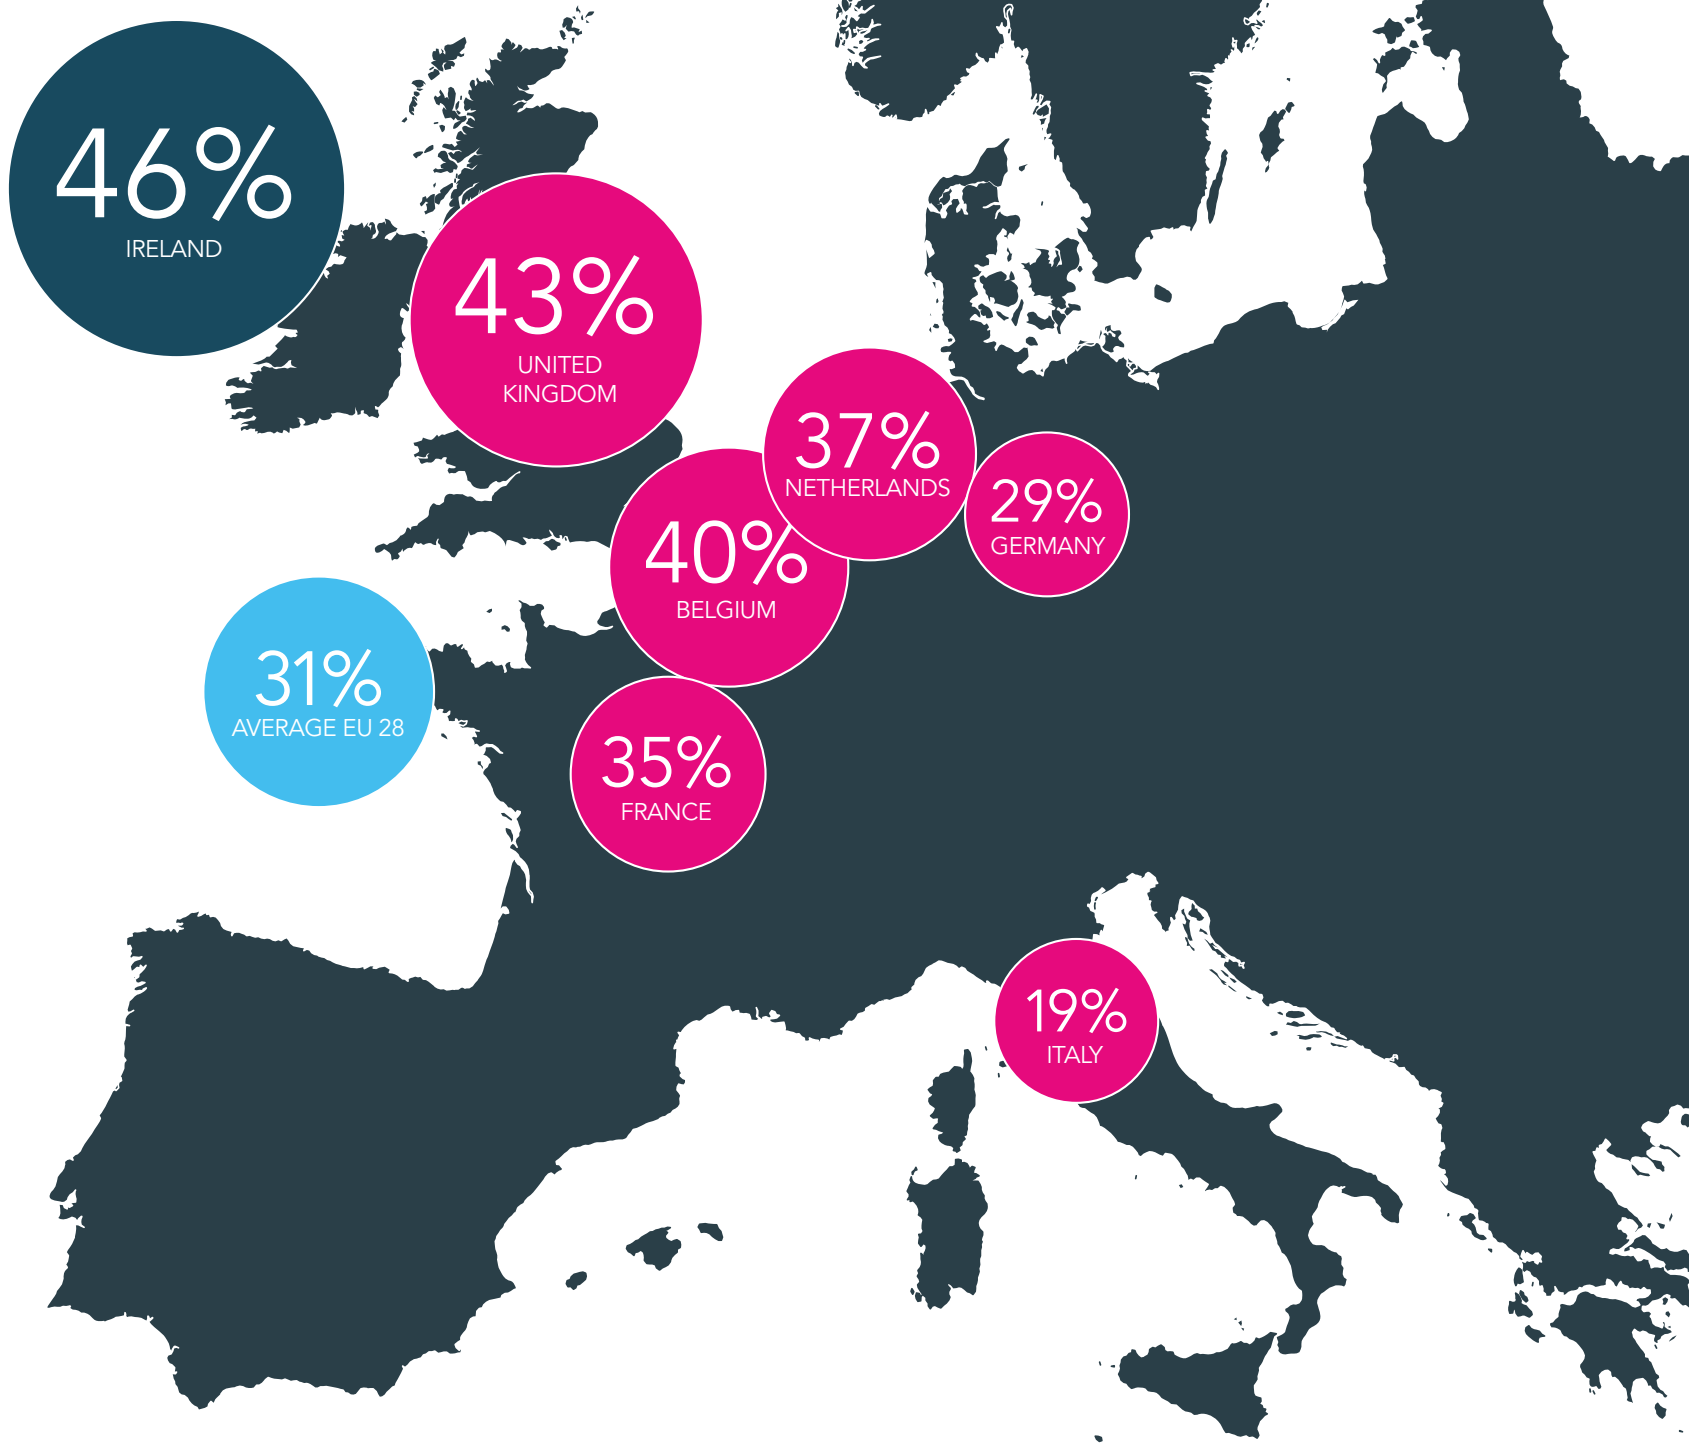 46%
IRELAND
43%
UNITED
KINGDOM
37%
NETHERLANDS
29%
GERMANY
40%
BELGIUM
31%
AVERAGE EU 28
35%
FRANCE
19%
ITALY